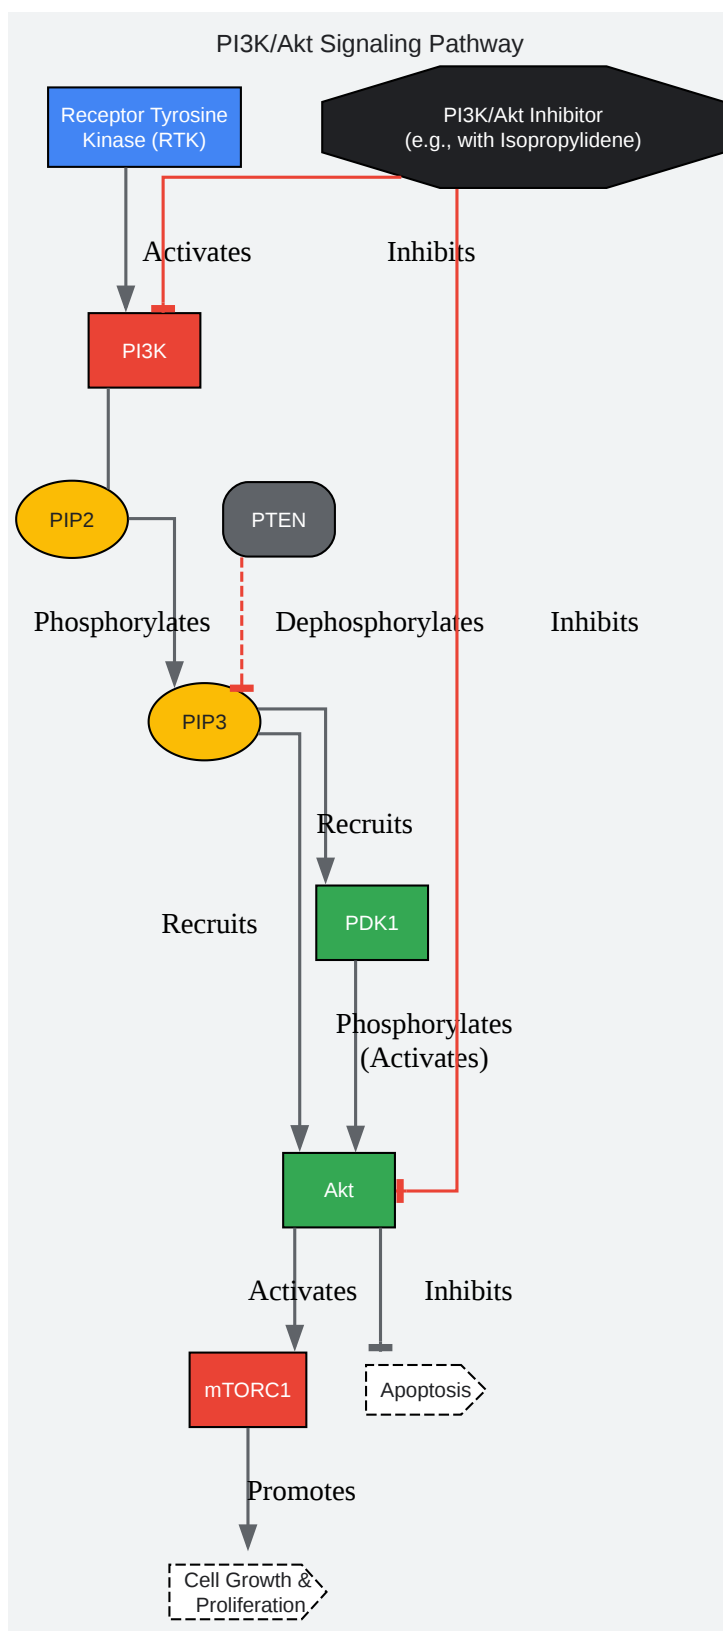 PI3K/Akt Signaling Pathway
Receptor Tyrosine
Kinase (RTK)
PI3K/Akt Inhibitor
(e.g., with Isopropylidene)
Activates
Inhibits
PI3K
PIP2
PTEN
Phosphorylates
Dephosphorylates
Inhibits
PIP3
Recruits
Recruits
PDK1
Phosphorylates
(Activates)
Akt
Activates
Inhibits
mTORC1
Apoptosis
Promotes
Cell Growth &
Proliferation